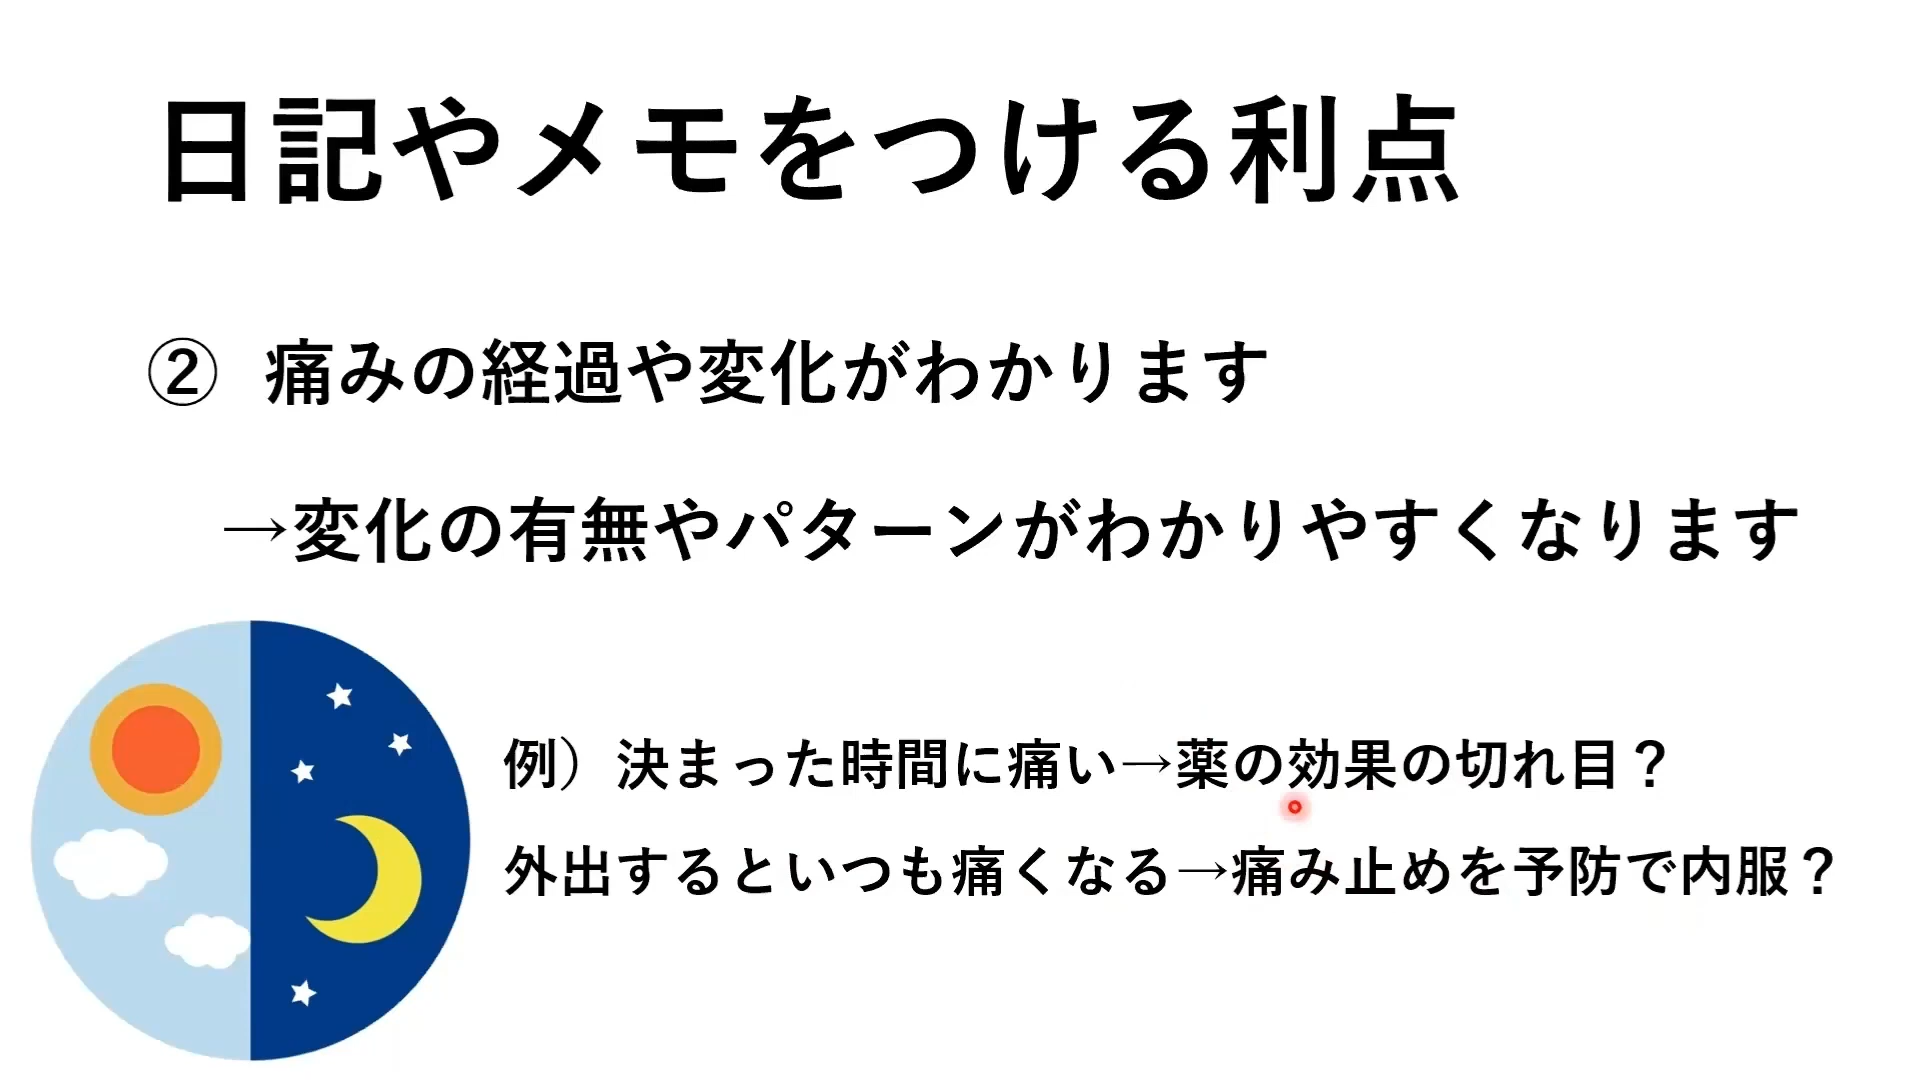 日記やメモをつける利点
② 痛みの経過や変化がわかります
→変化の有無やパターンがわかりやすくなります
例）決まった時間に痛い→薬の効果の切れ目？
外出するといつも痛くなる→痛み止めを予防で内服？